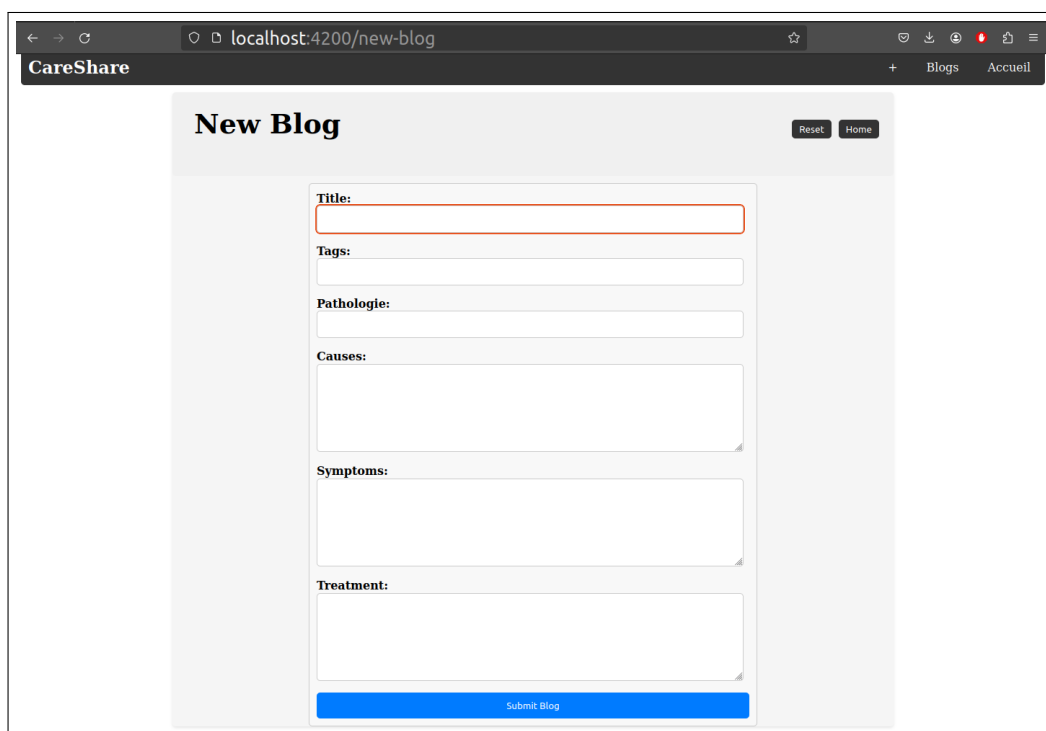 localhost:4200/new-blog
CareShare + Blogs Accueil
New Blog Reset Home
Title:
Tags:
Pathologie:
Causes:
Symptoms:
Treatment:
Submit Blog